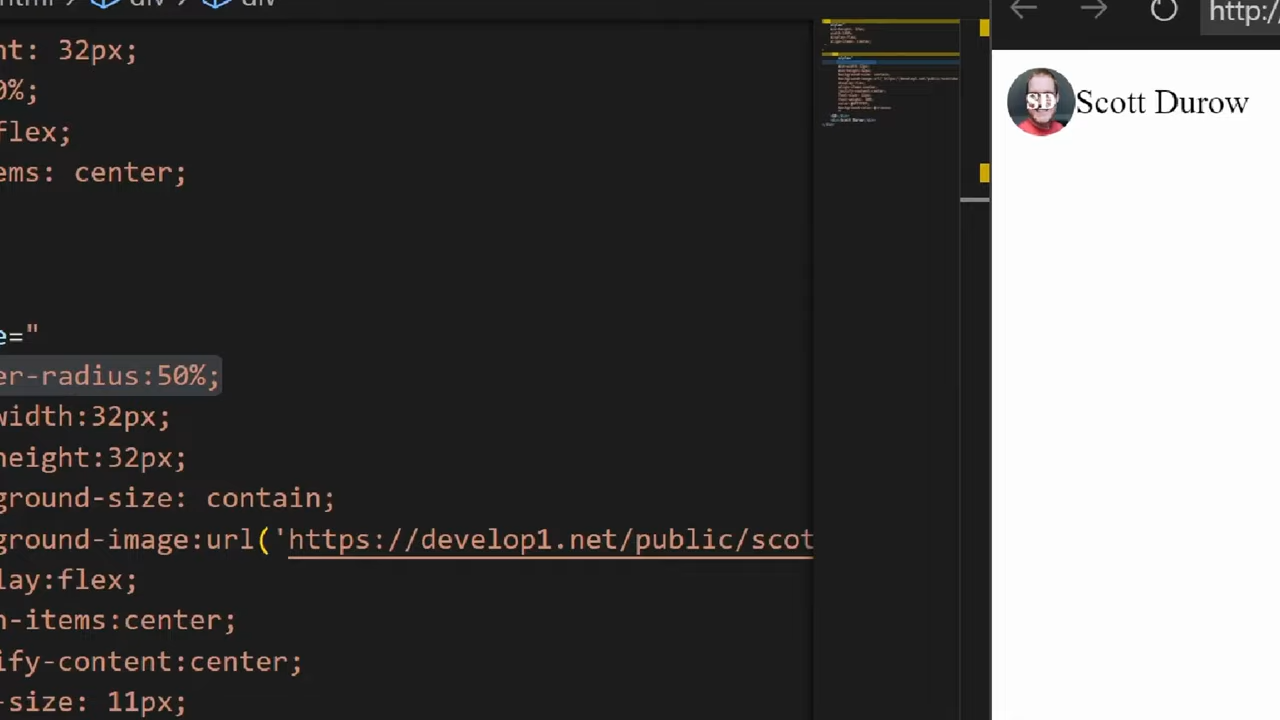 http:/
nt: 32px;
0%;
flex;
ems: center;
e="
er-radius:50%;
width:32px;
height:32px;
ground-size: contain;
ground-image:url('https://develop1.net/public/scot
lay:flex;
n-items:center;
ify-content:center;
-size: 11px;
SD
Scott Durow